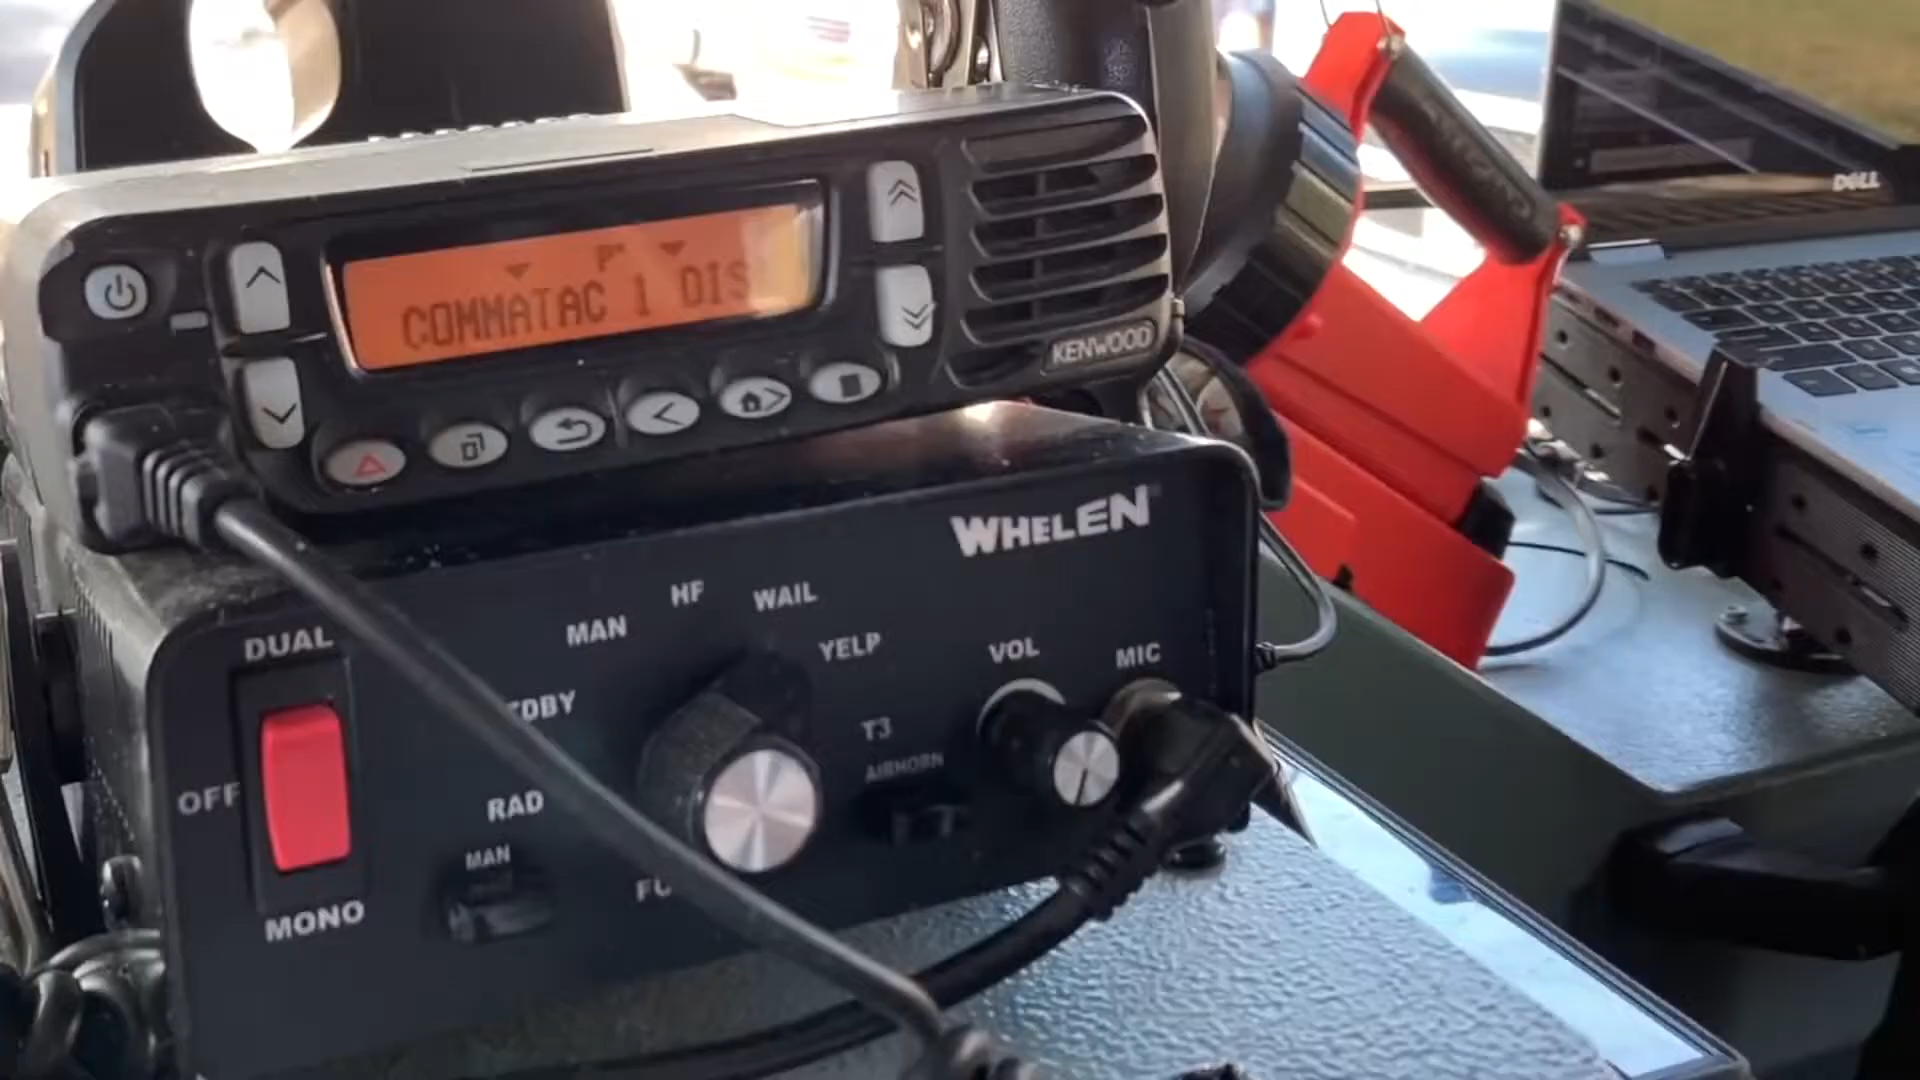 DELL
COMMATAC 1 DIS
KENWOOD
WHELEN
HF
WAIL
MAN
YELP
DUAL
VOL
MIC
TDBY
T3
AIRHORN
OFF
RAD
MAN
MONO